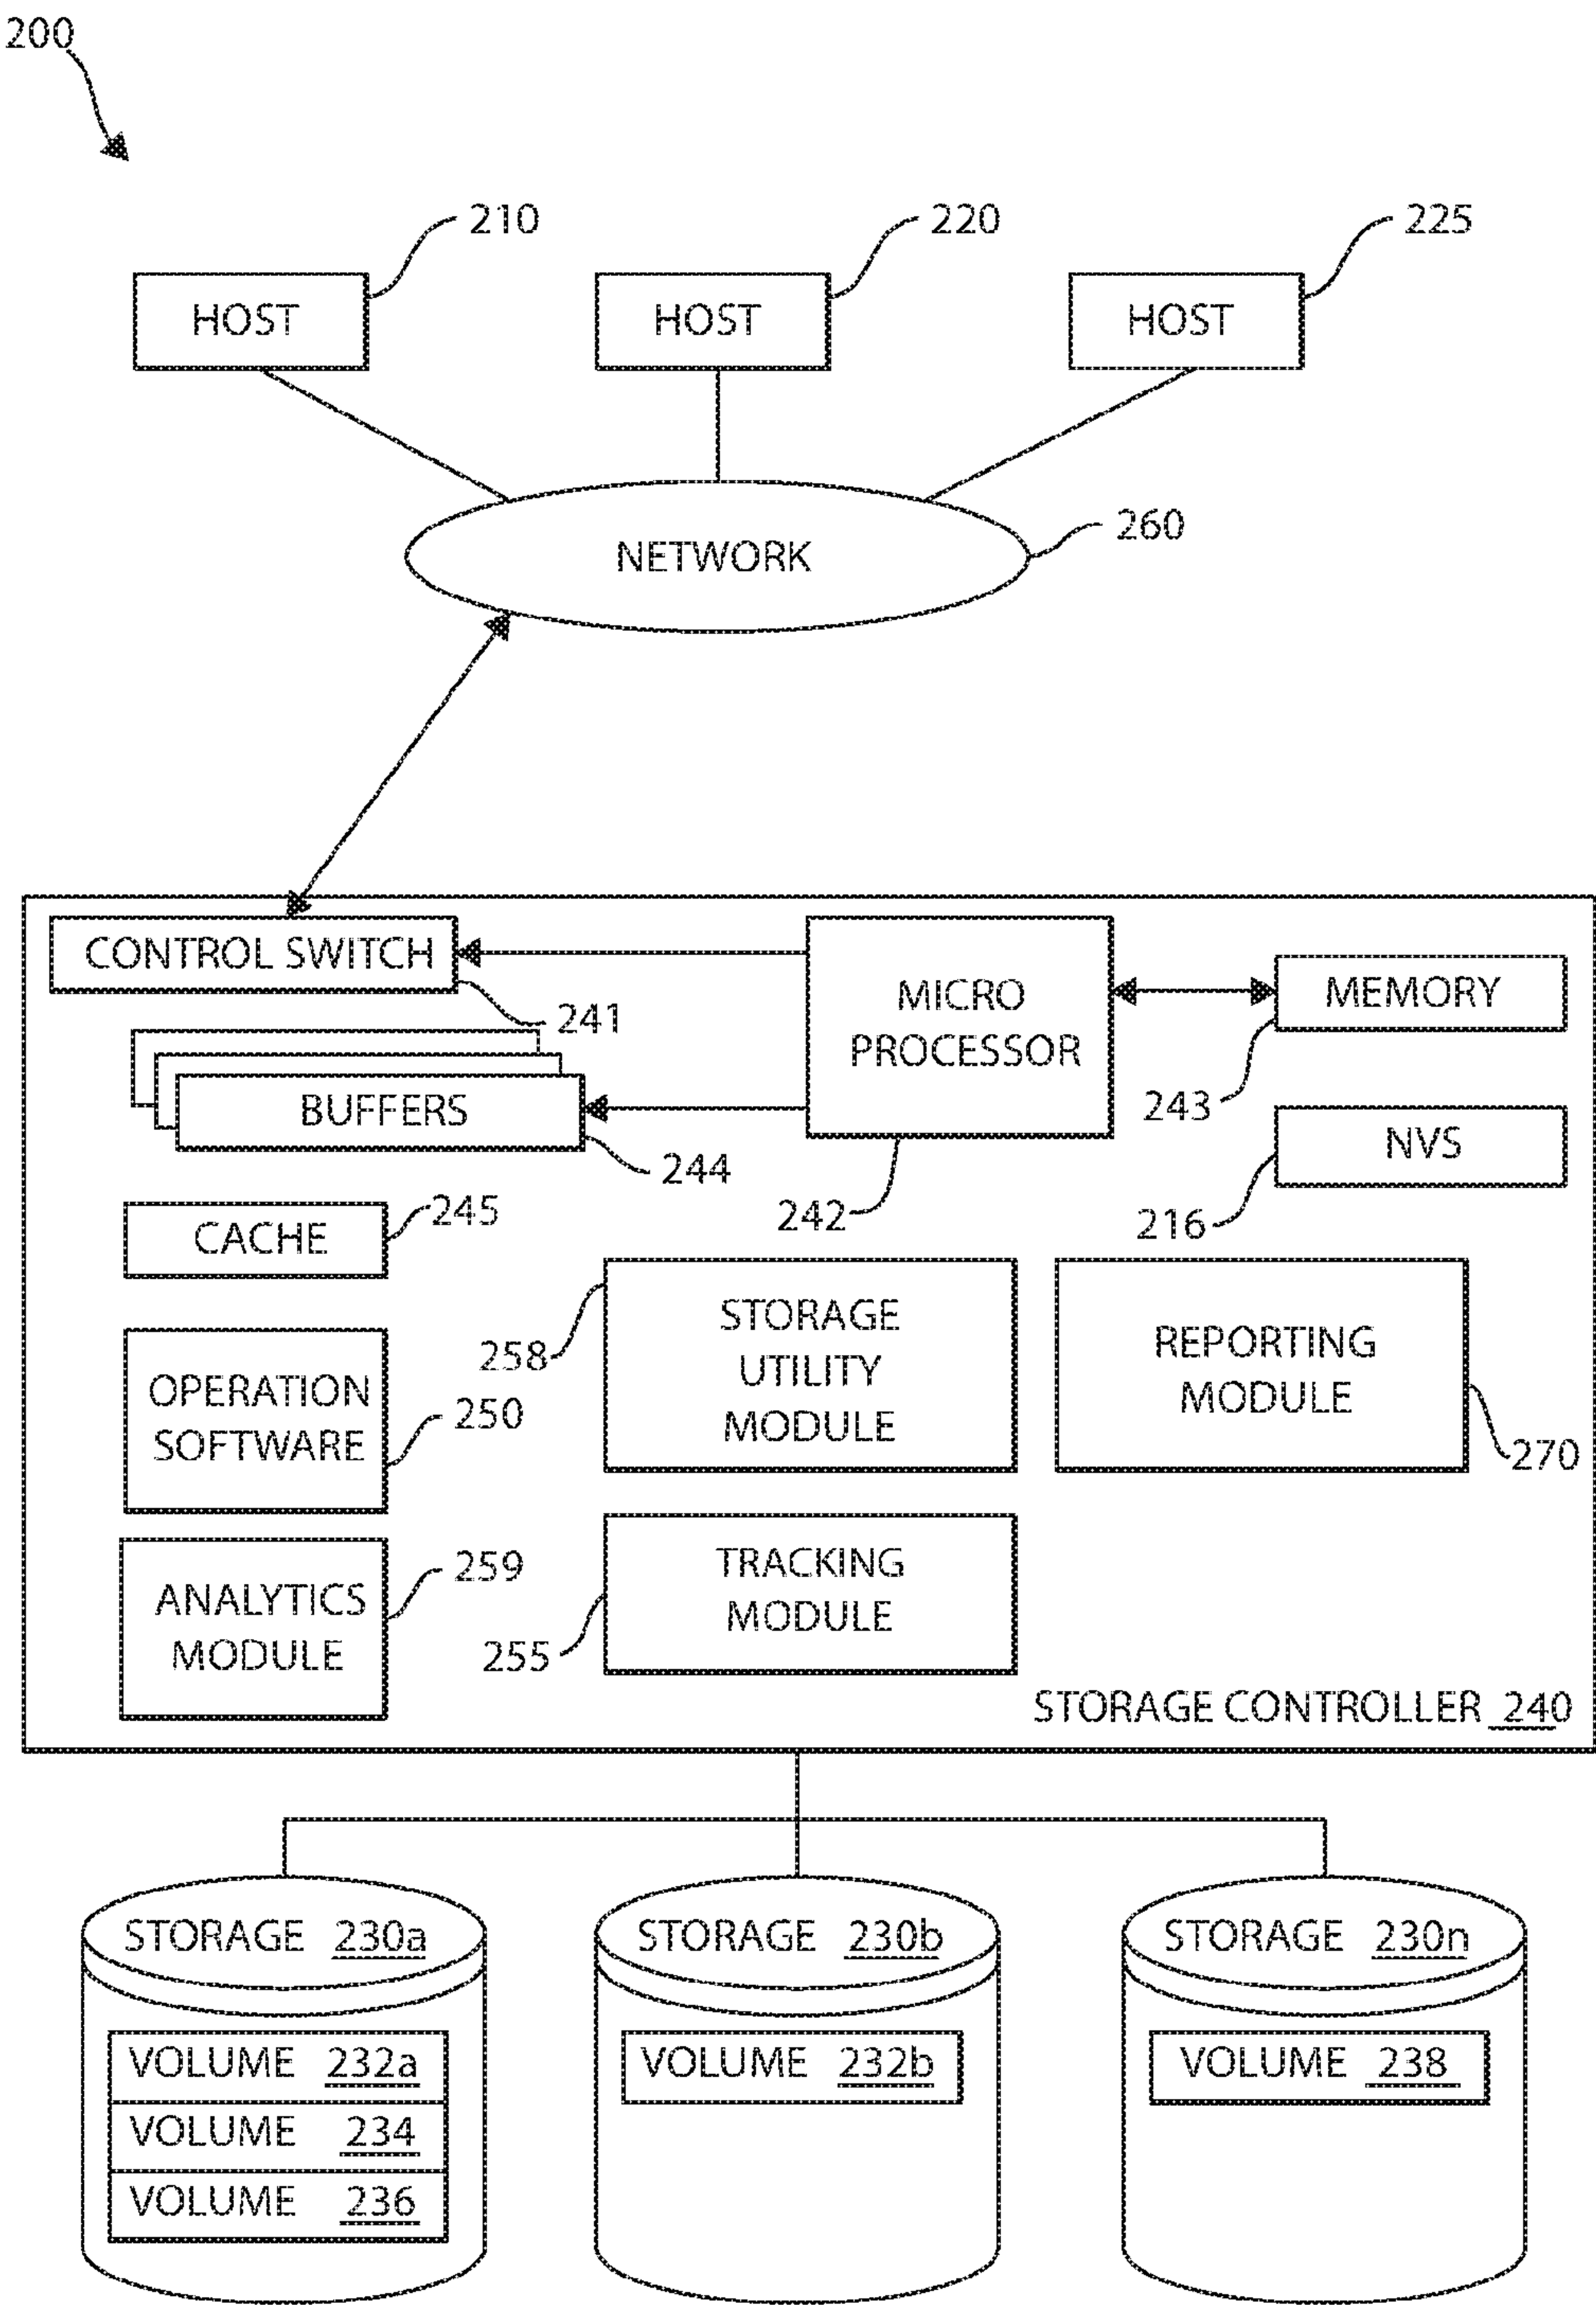 200
210
220
225
HOST
HOST
HOST
NETWORK
260
CONTROL SWITCH
241
MICRO
PROCESSOR
MEMORY
243
BUFFERS
244
242
NVS
216
CACHE
245
258
STORAGE
UTILITY
MODULE
REPORTING
MODULE
270
OPERATION
SOFTWARE
250
ANALYTICS
MODULE
259
TRACKING
MODULE
255
STORAGE CONTROLLER 240
STORAGE 230a
VOLUME 232a
VOLUME 234
VOLUME 236
STORAGE 230b
VOLUME 232b
STORAGE 230n
VOLUME 238